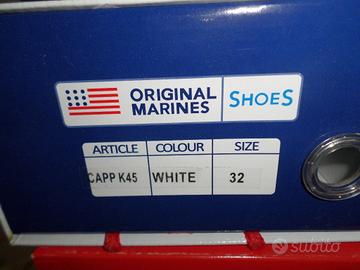 ORIGINAL
MARINES
SHOES
ARTICLE COLOUR SIZE
CAPP K45 WHITE 32
subito